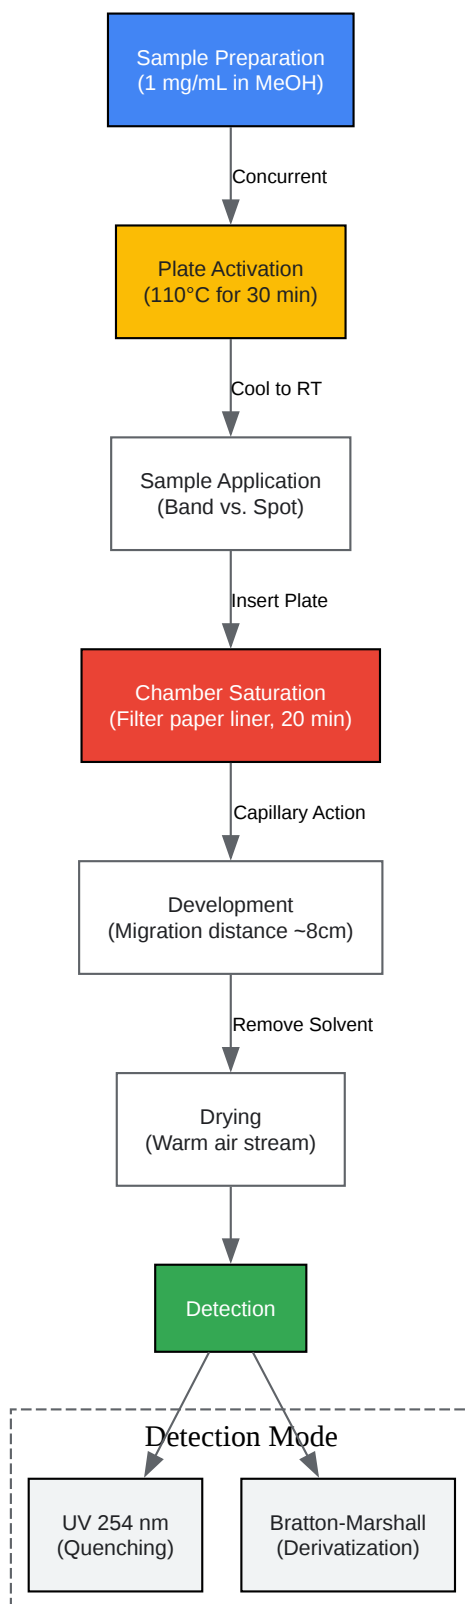 Sample Preparation
(1 mg/mL in MeOH)
Concurrent
Plate Activation
(110°C for 30 min)
Cool to RT
Sample Application
(Band vs. Spot)
Insert Plate
Chamber Saturation
(Filter paper liner, 20 min)
Capillary Action
Development
(Migration distance ~8cm)
Remove Solvent
Drying
(Warm air stream)
Detection
Detection Mode
UV 254 nm
(Quenching)
Bratton-Marshall
(Derivatization)